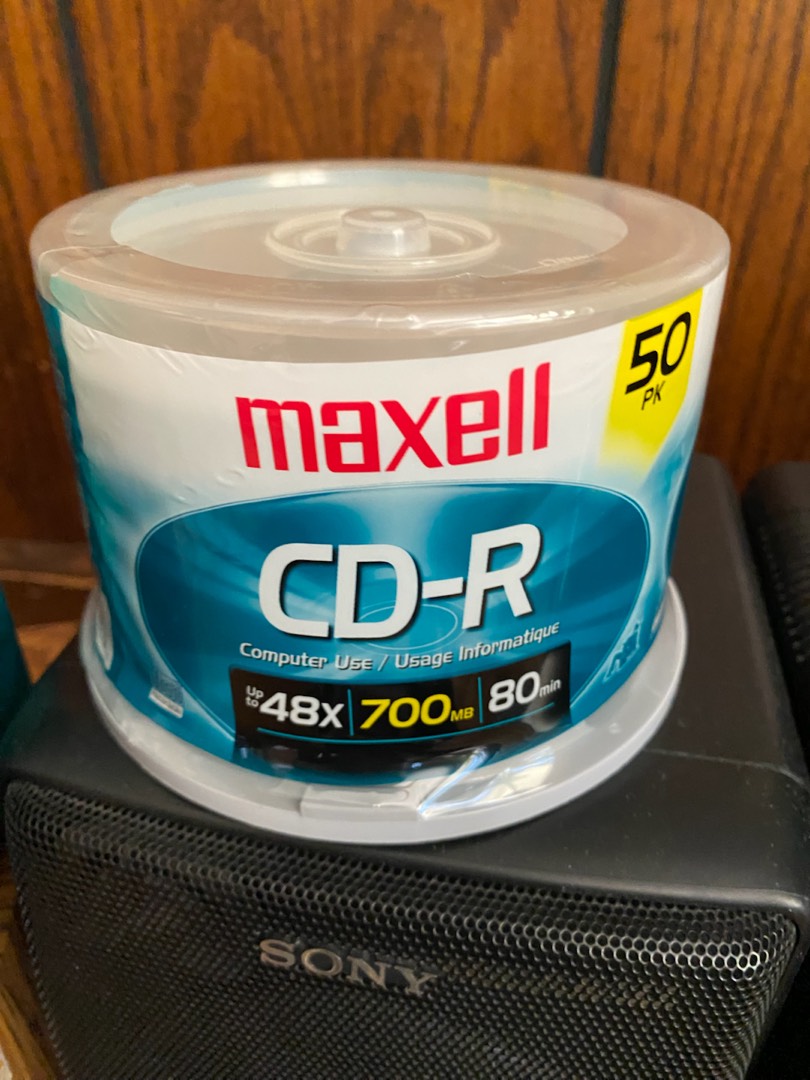 50
PK
maxell
CD-R
Computer Use / Usage Informatique
Up to 48X 700MB 80min
SONY